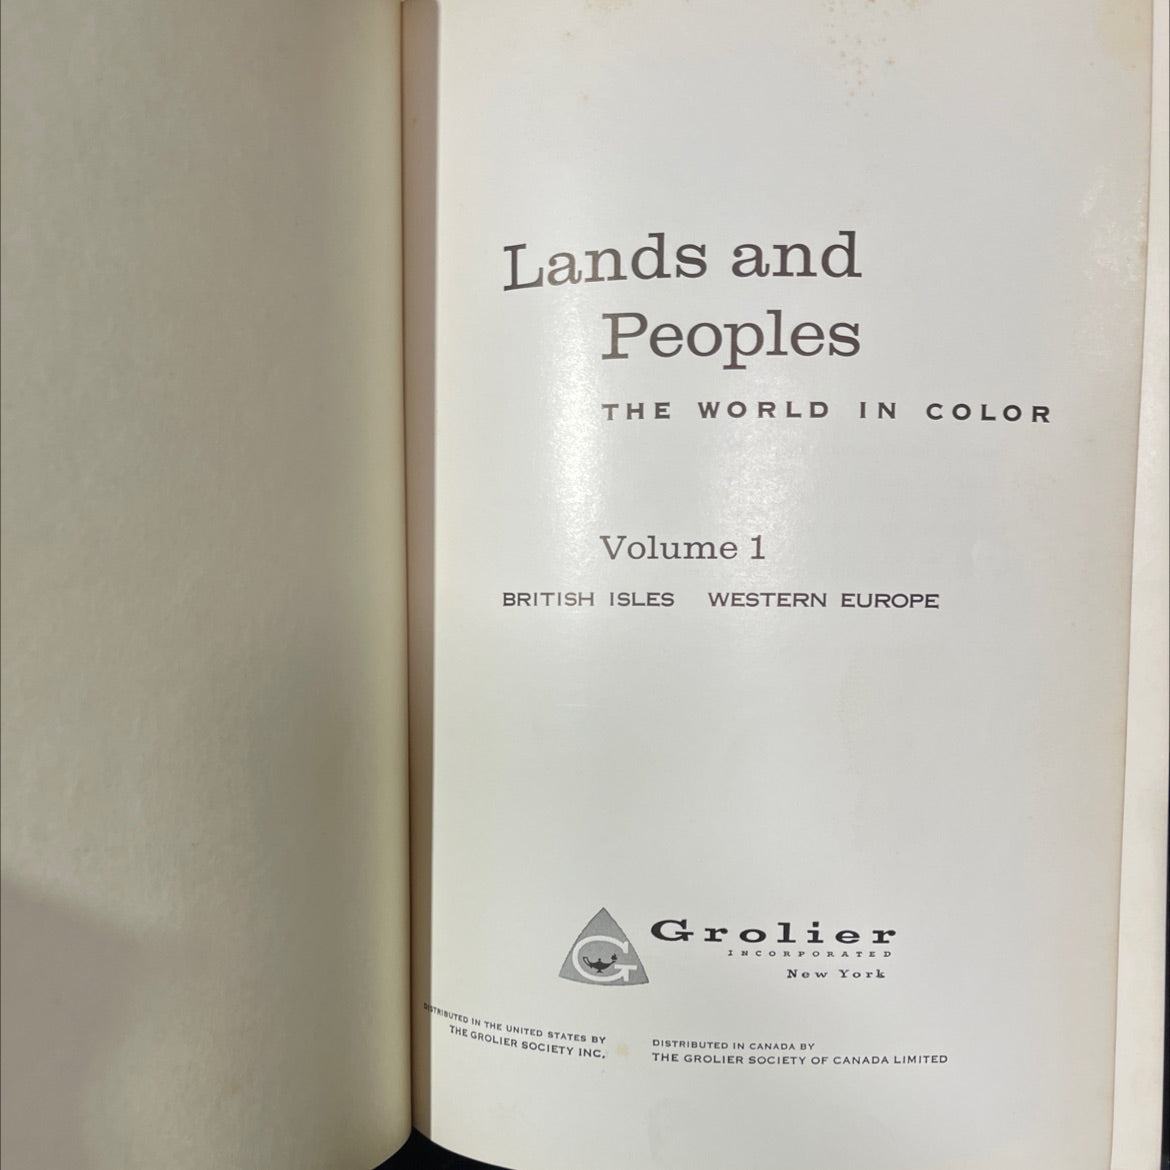 Lands and
Peoples
THE WORLD IN COLOR
Volume 1
BRITISH ISLES WESTERN EUROPE
G
Grolier
INCORPORATED
New York
DISTRIBUTED IN THE UNITED STATES BY
THE GROLIER SOCIETY INC.
DISTRIBUTED IN CANADA BY
THE GROLIER SOCIETY OF CANADA LIMITED